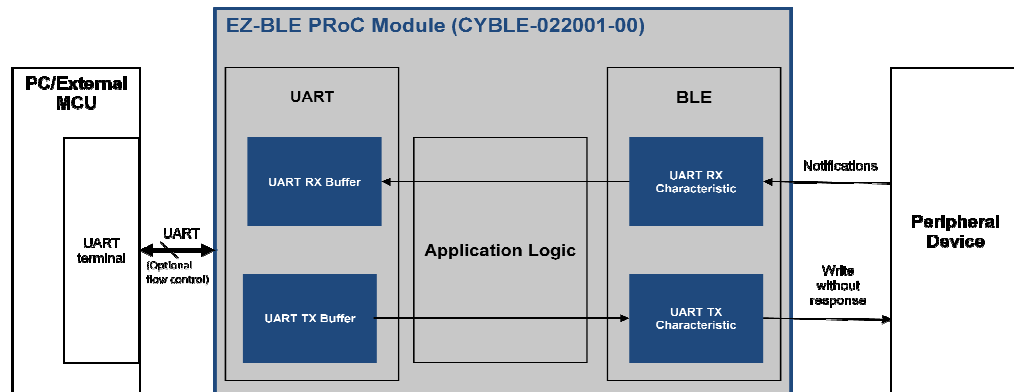 EZ-BLE PRoC Module (CYBLE-022001-00)
PC/External
MCU
UART
terminal
UART
(Optional
flow control)
UART
UART RX Buffer
UART TX Buffer
Application Logic
BLE
UART RX
Characteristic
UART TX
Characteristic
Notifications
Write
without
response
Peripheral
Device